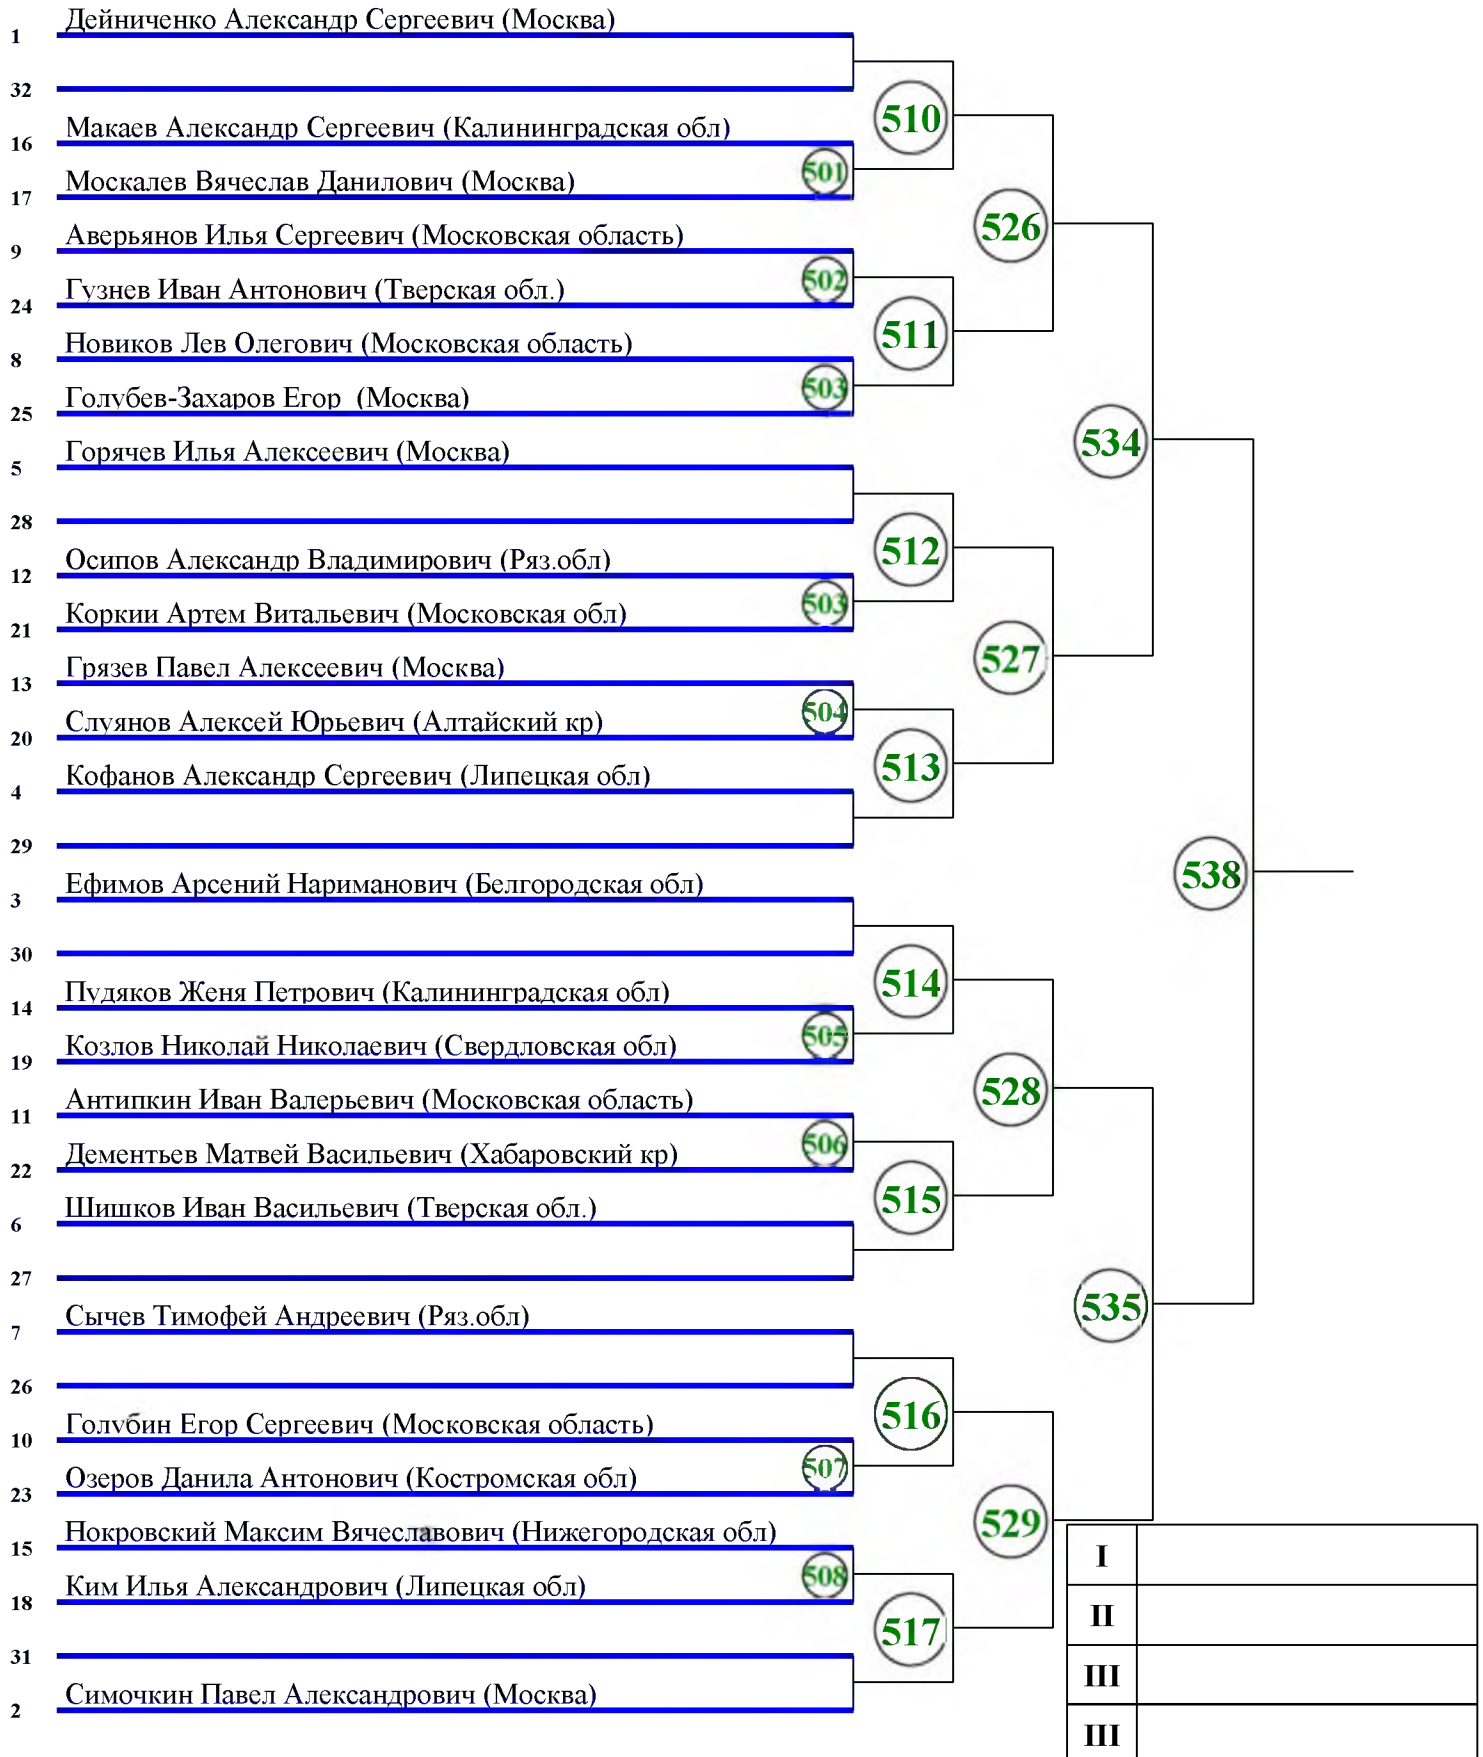 1 Дейниченко Александр Сергеевич (Москва)
32
16 Макаев Александр Сергеевич (Калининградская обл)
17 Москалев Вячеслав Данилович (Москва)
9 Аверьянов Илья Сергеевич (Московская область)
24 Гузнев Иван Антонович (Тверская обл.)
8 Новиков Лев Олегович (Московская область)
25 Голубев-Захаров Егор (Москва)
5 Горячев Илья Алексеевич (Москва)
28
12 Осипов Александр Владимирович (Ряз.обл)
21 Коркии Артем Витальевич (Московская обл)
13 Грязев Павел Алексеевич (Москва)
20 Слуянов Алексей Юрьевич (Алтайский кр)
4 Кофанов Александр Сергеевич (Липецкая обл)
29
3 Ефимов Арсений Нариманович (Белгородская обл)
30
14 Пудяков Женя Петрович (Калининградская обл)
19 Козлов Николай Николаевич (Свердловская обл)
11 Антипкин Иван Валерьевич (Московская область)
22 Дементьев Матвей Васильевич (Хабаровский кр)
6 Шишков Иван Васильевич (Тверская обл.)
27
7 Сычев Тимофей Андреевич (Ряз.обл)
26
10 Голубин Егор Сергеевич (Московская область)
23 Озеров Данила Антонович (Костромская обл)
15 Покровский Максим Вячеславович (Нижегородская обл)
18 Ким Илья Александрович (Липецкая обл)
31
2 Симочкин Павел Александрович (Москва)
501
502
503
503
504
505
506
507
508
510
511
512
513
514
515
516
517
526
527
528
529
534
535
538
I
II
III
III